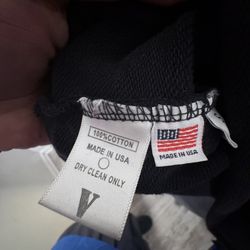 100% COTTON
MADE IN USA
DRY CLEAN ONLY
V
MADE IN USA